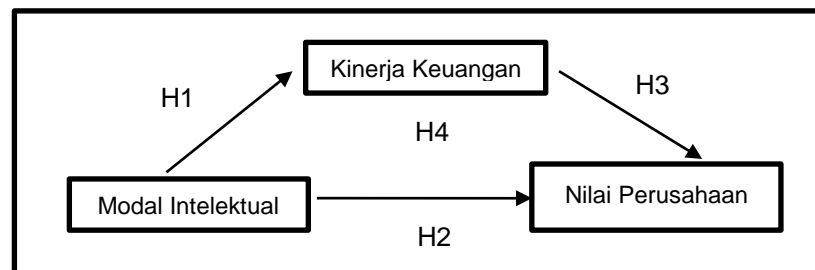 Kinerja Keuangan
H1
H3
H4
Modal Intelektual
Nilai Perusahaan
H2